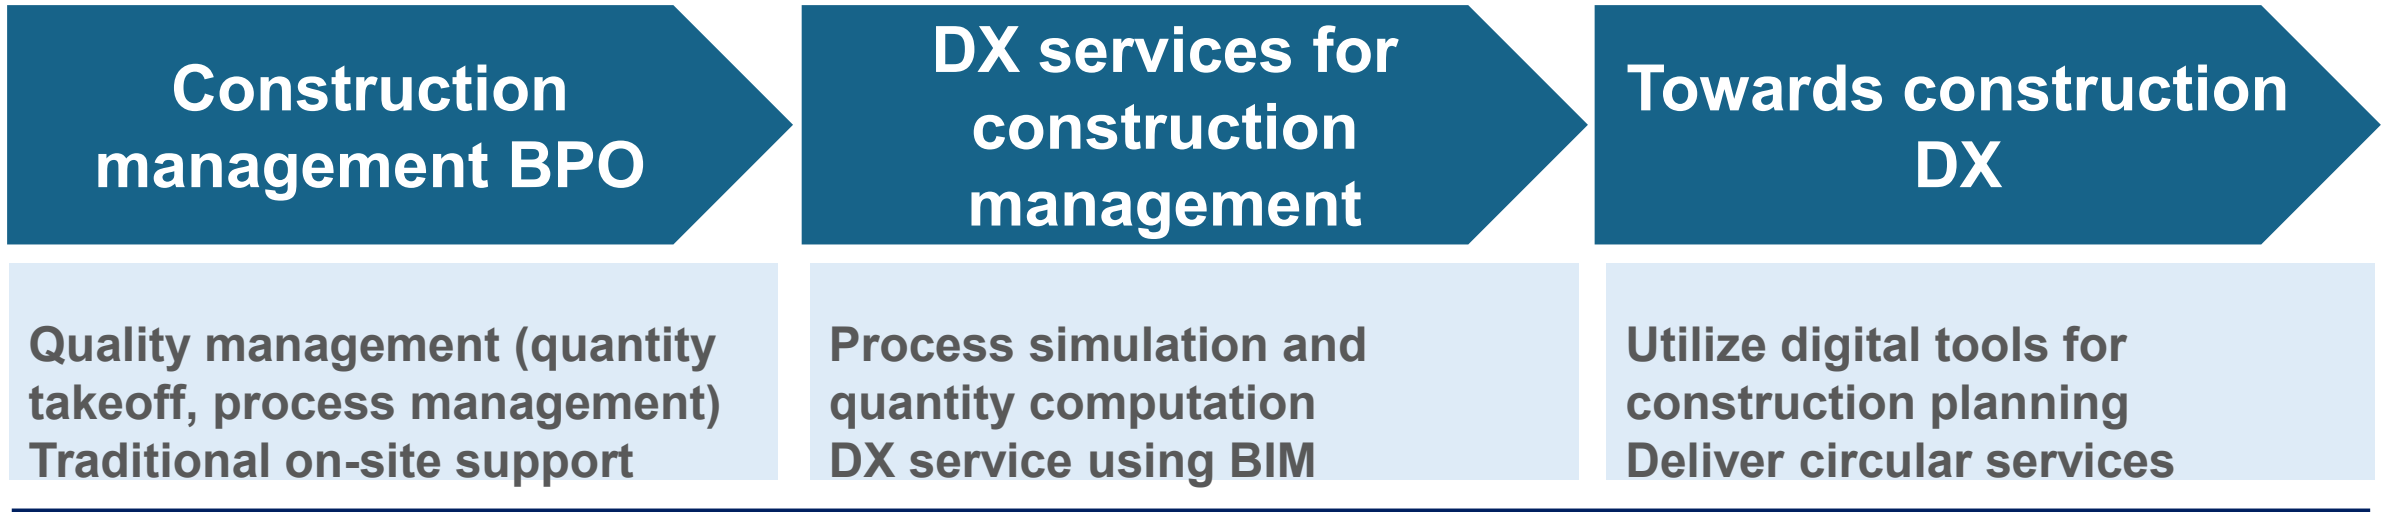 Construction
management BPO
DX services for
construction
management
Towards construction
DX
Quality management (quantity
takeoff, process management)
Traditional on-site support
Process simulation and
quantity computation
DX service using BIM
Utilize digital tools for
construction planning
Deliver circular services